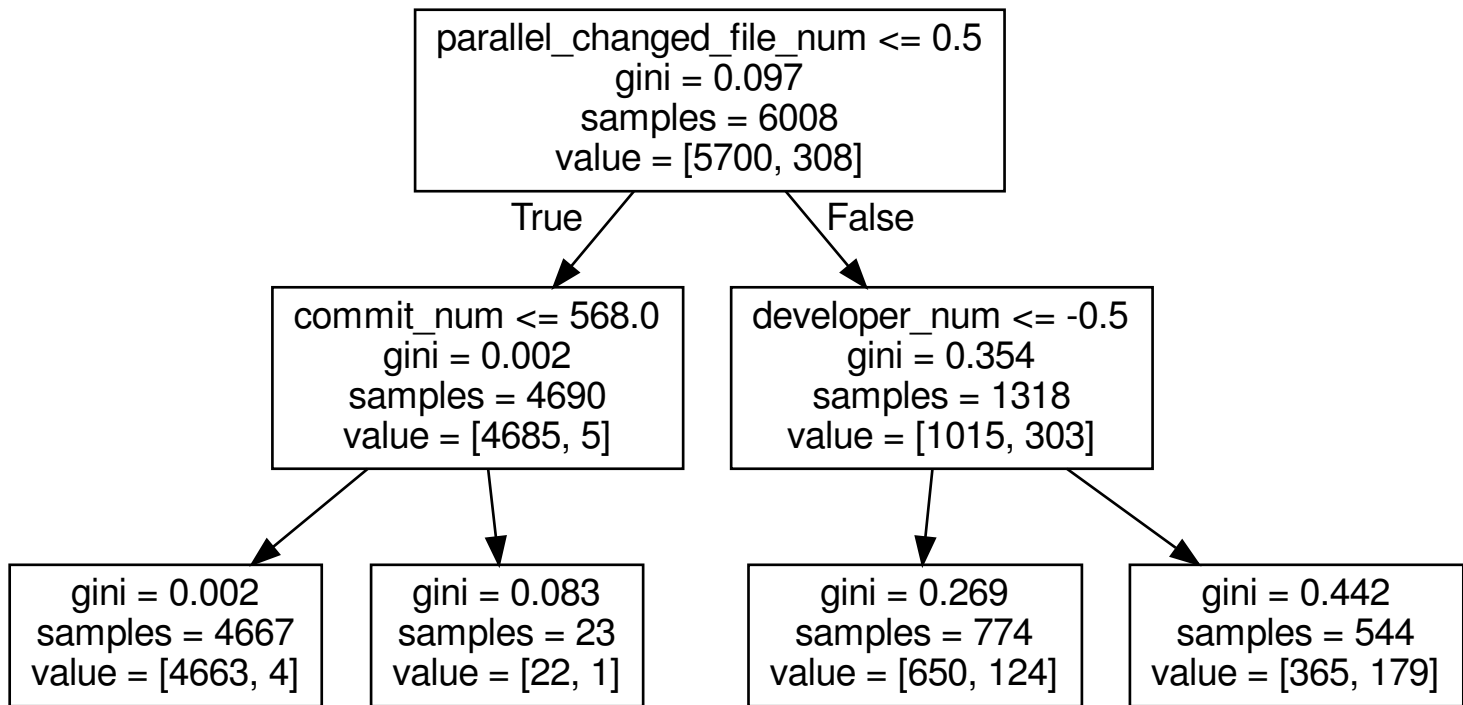 parallel_changed_file_num <= 0.5
gini = 0.097
samples = 6008
value = [5700, 308]
True
False
commit_num <= 568.0
gini = 0.002
samples = 4690
value = [4685, 5]
developer_num <= -0.5
gini = 0.354
samples = 1318
value = [1015, 303]
gini = 0.002
samples = 4667
value = [4663, 4]
gini = 0.083
samples = 23
value = [22, 1]
gini = 0.269
samples = 774
value = [650, 124]
gini = 0.442
samples = 544
value = [365, 179]